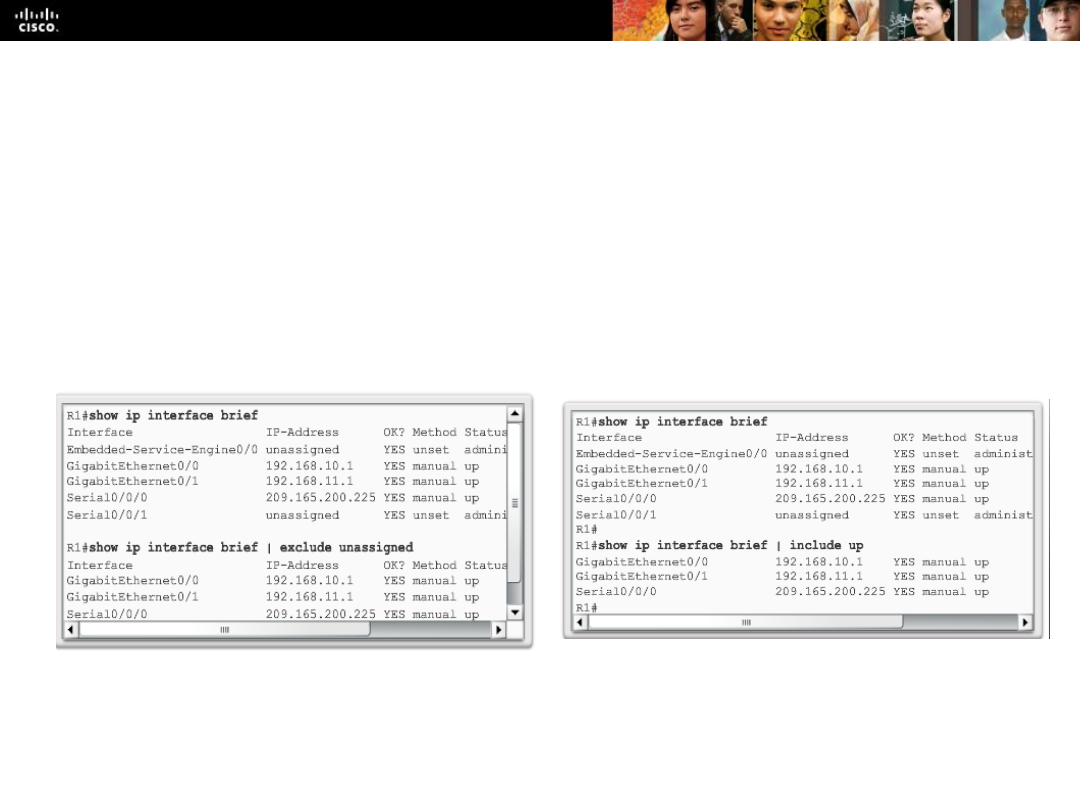 CISCO.
R1#show ip interface brief
Interface IP-Address OK? Method Status
Embedded-Service-Engine0/0 unassigned YES unset admini
GigabitEthernet0/0 192.168.10.1 YES manual up
GigabitEthernet0/1 192.168.11.1 YES manual up
Serial0/0/0 209.165.200.225 YES manual up
Serial0/0/1 unassigned YES unset admini
R1#show ip interface brief | exclude unassigned
Interface IP-Address OK? Method Status
GigabitEthernet0/0 192.168.10.1 YES manual up
GigabitEthernet0/1 192.168.11.1 YES manual up
Serial0/0/0 209.165.200.225 YES manual up
R1#show ip interface brief
Interface IP-Address OK? Method Status
Embedded-Service-Engine0/0 unassigned YES unset administ
GigabitEthernet0/0 192.168.10.1 YES manual up
GigabitEthernet0/1 192.168.11.1 YES manual up
Serial0/0/0 209.165.200.225 YES manual up
Serial0/0/1 unassigned YES unset administ
R1#
R1#show ip interface brief | include up
GigabitEthernet0/0 192.168.10.1 YES manual up
GigabitEthernet0/1 192.168.11.1 YES manual up
Serial0/0/0 209.165.200.225 YES manual up
R1#